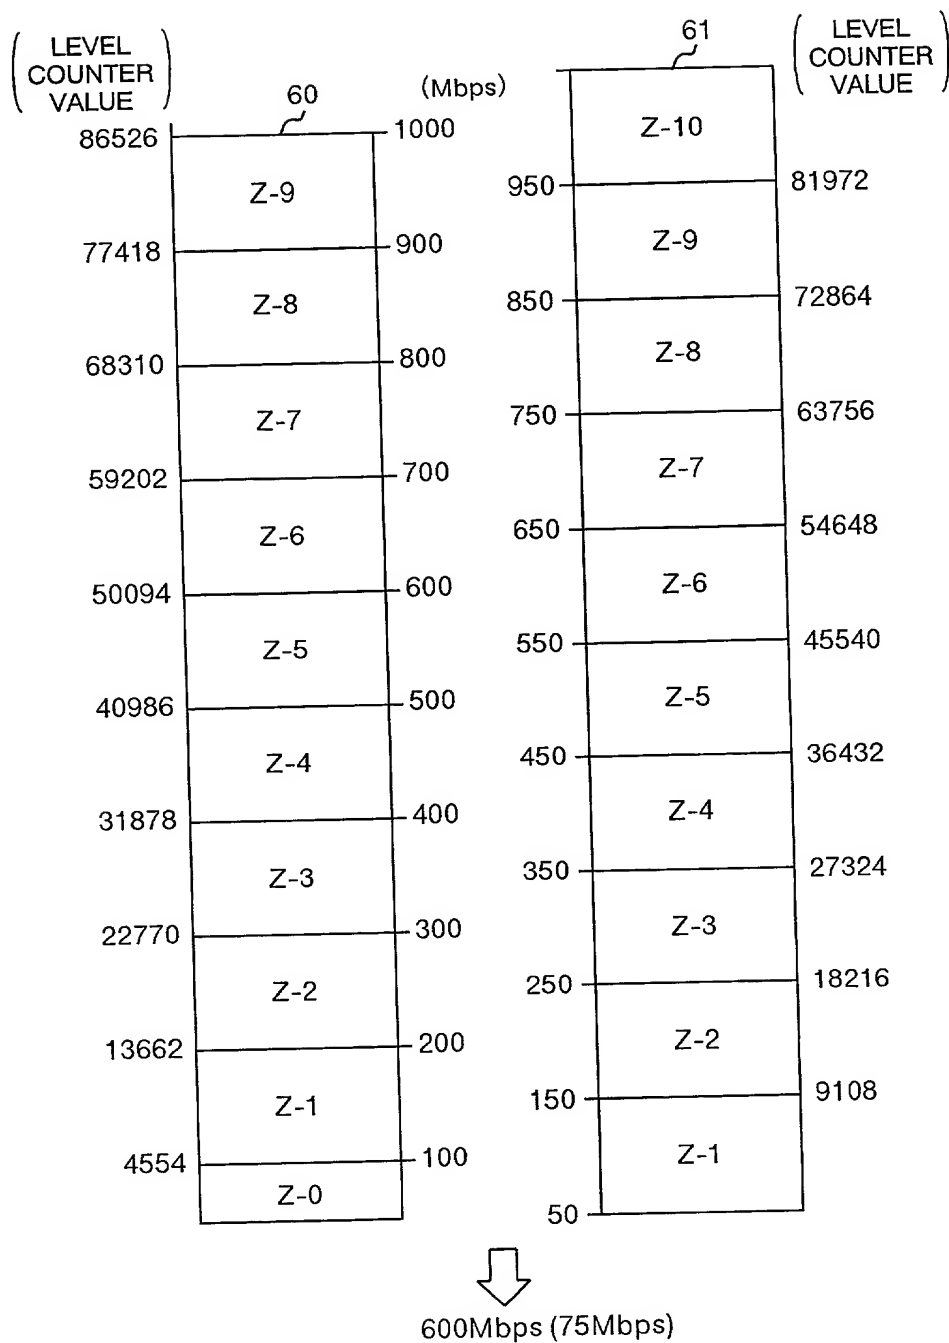 LEVEL
COUNTER
VALUE
60
(Mbps)
86526
1000
Z-9
77418
900
Z-8
68310
800
Z-7
59202
700
Z-6
50094
600
Z-5
40986
500
Z-4
31878
400
Z-3
22770
300
Z-2
13662
200
Z-1
4554
100
Z-0
61
LEVEL
COUNTER
VALUE
Z-10
950
81972
Z-9
850
72864
Z-8
750
63756
Z-7
650
54648
Z-6
550
45540
Z-5
450
36432
Z-4
350
27324
Z-3
250
18216
Z-2
150
9108
Z-1
50
600Mbps (75Mbps)